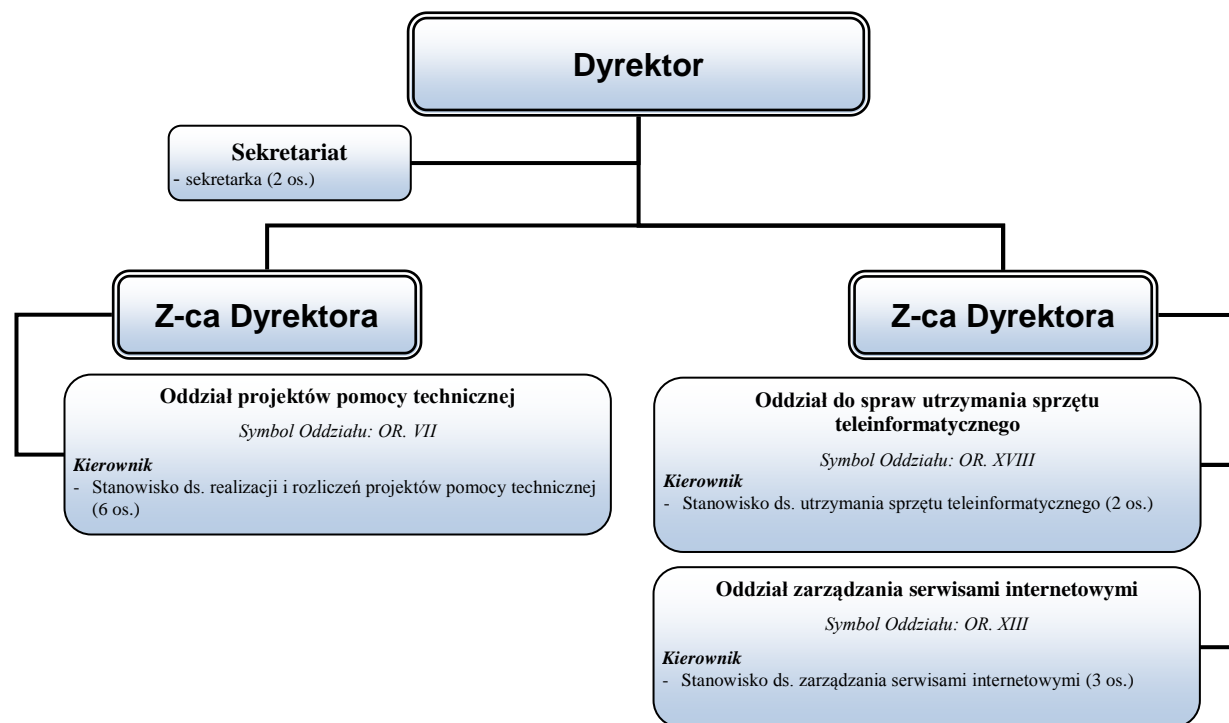 Dyrektor
Sekretariat
- sekretarka (2 os.)
Z-ca Dyrektora
Z-ca Dyrektora
Oddział projektów pomocy technicznej
Symbol Oddziału: OR. VII
Kierownik
- Stanowisko ds. realizacji i rozliczeń projektów pomocy technicznej
(6 os.)
Oddział do spraw utrzymania sprzętu
teleinformatycznego
Symbol Oddziału: OR. XVIII
Kierownik
- Stanowisko ds. utrzymania sprzętu teleinformatycznego (2 os.)
Oddział zarządzania serwisami internetowymi
Symbol Oddziału: OR. XIII
Kierownik
- Stanowisko ds. zarządzania serwisami internetowymi (3 os.)